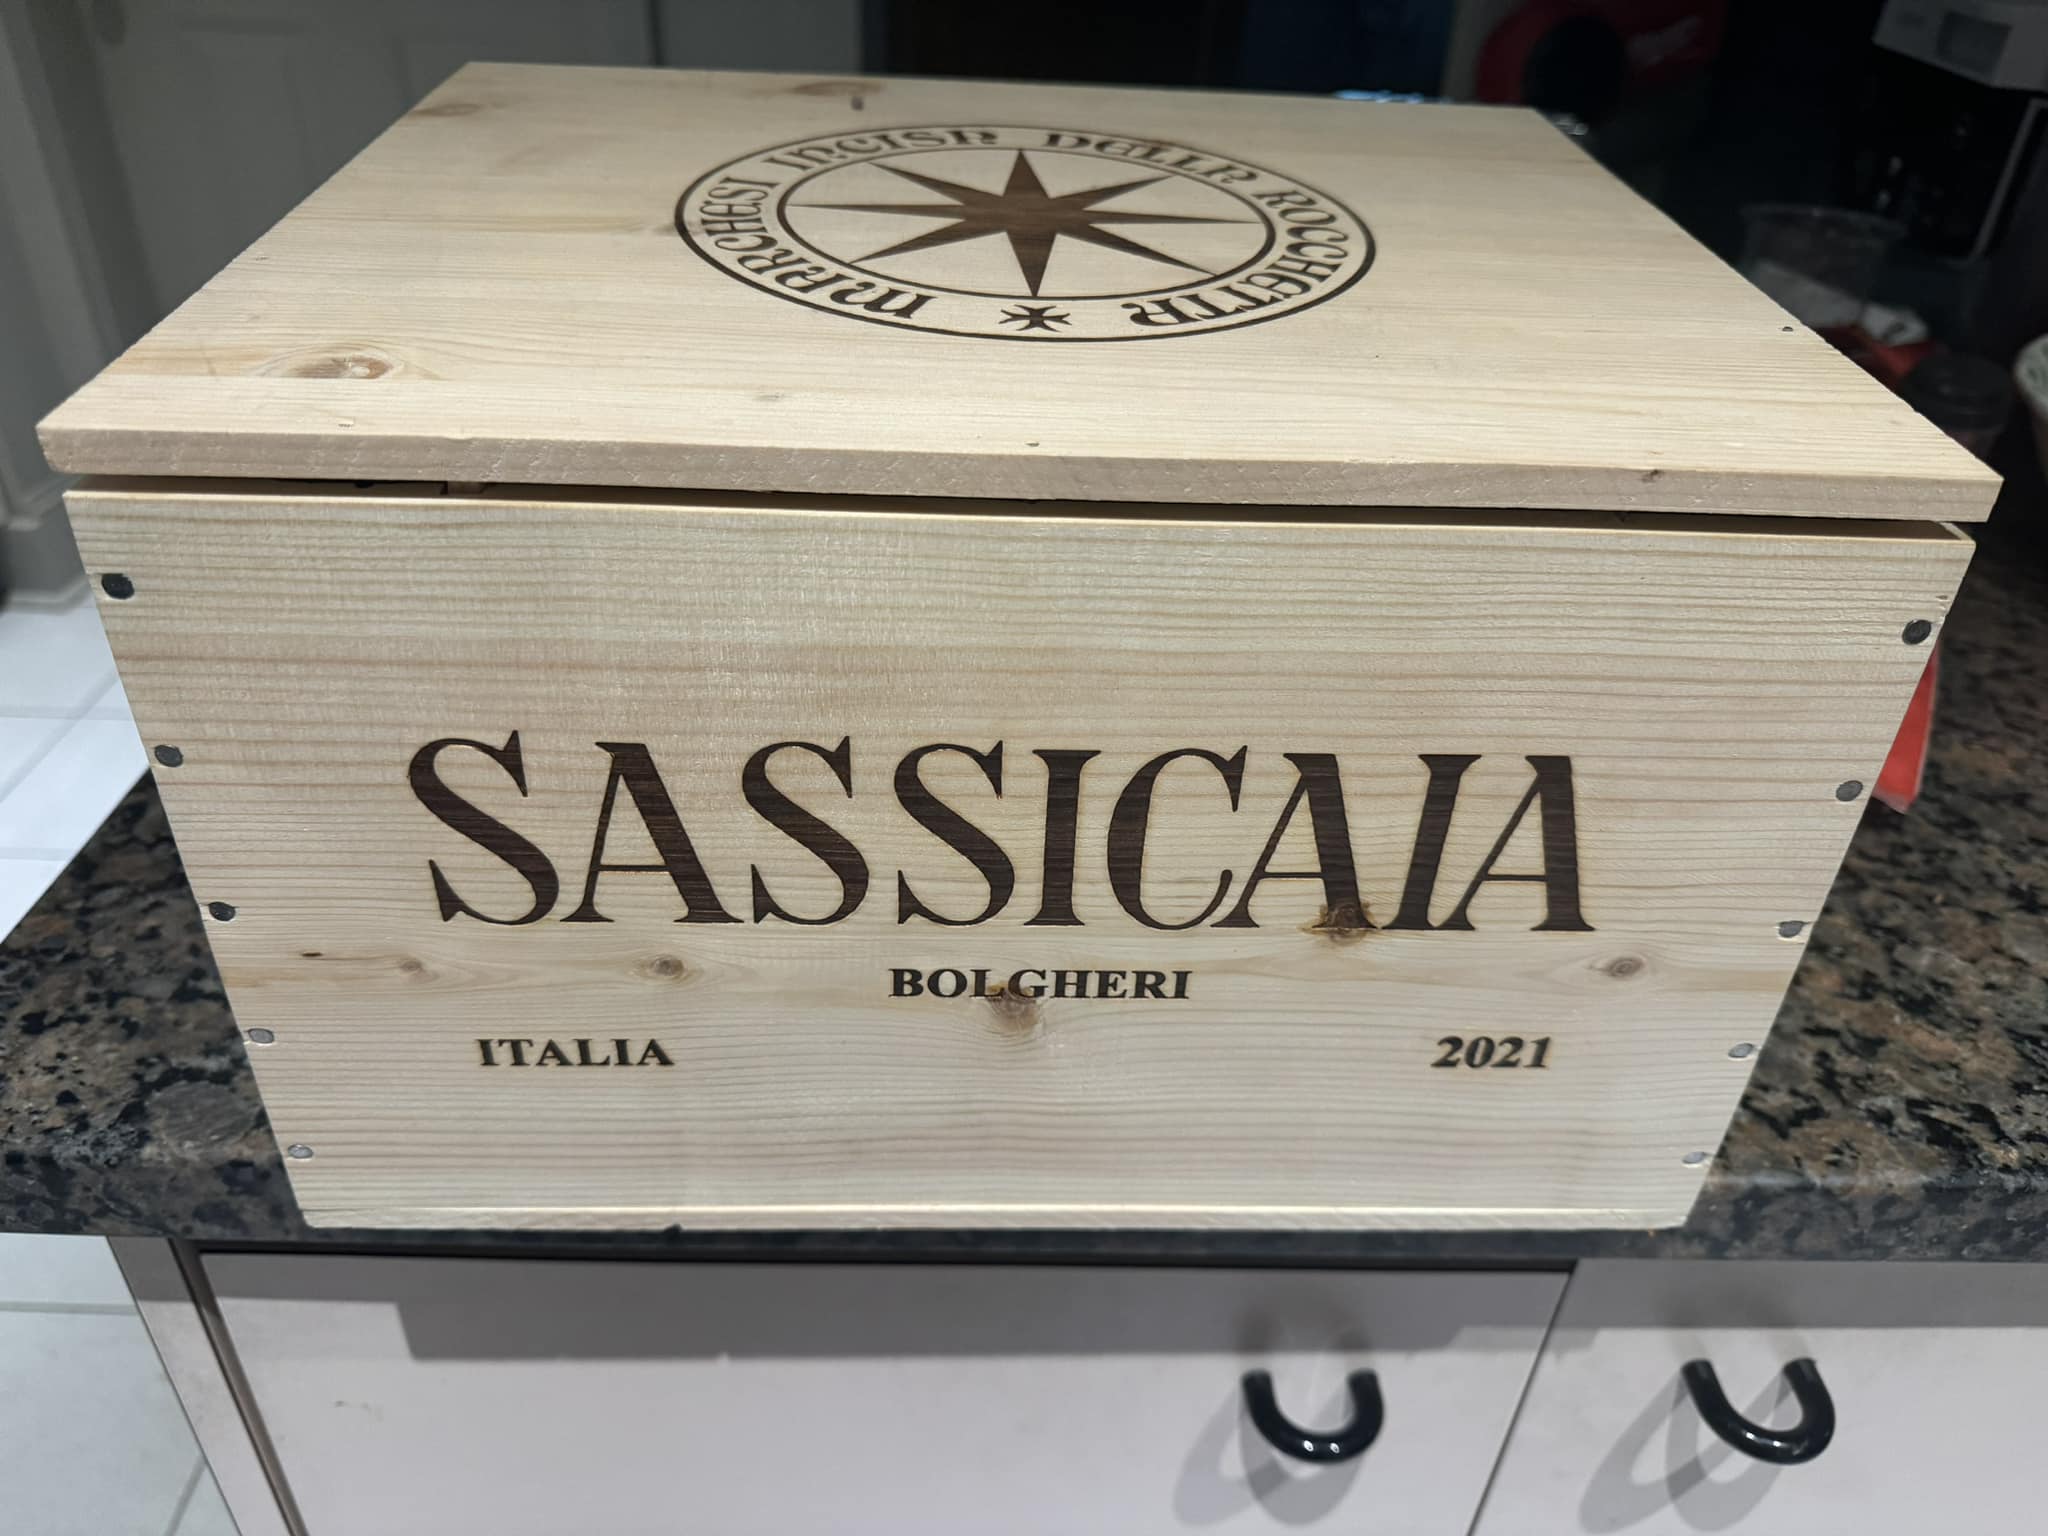 MARCHESI INCISA DELLA ROCCHETTA
SASSICAIA
BOLGHERI
ITALIA 2021